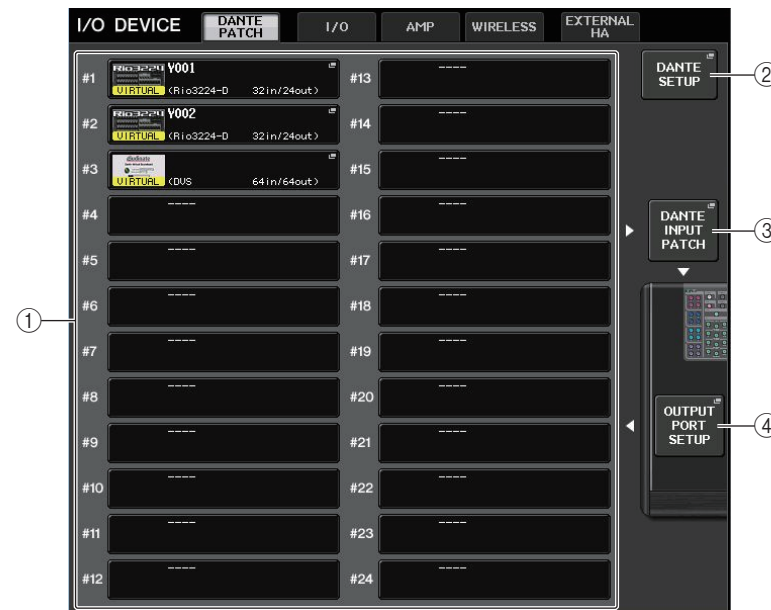 I/O DEVICE
DANTE PATCH
I/O
AMP
WIRELESS
EXTERNAL HA
#1
Rio3224
VIRTUAL
Y001
(Rio3224-D 32in/24out)
#2
Rio3224
VIRTUAL
Y002
(Rio3224-D 32in/24out)
#3
VIRTUAL
(DVS 64in/64out)
#4
----
#5
----
#6
----
#7
----
#8
----
#9
----
#10
----
#11
----
#12
----
#13
----
#14
----
#15
----
#16
----
#17
----
#18
----
#19
----
#20
----
#21
----
#22
----
#23
----
#24
----
DANTE
SETUP
DANTE
INPUT
PATCH
OUTPUT
PORT
SETUP
①
②
③
④